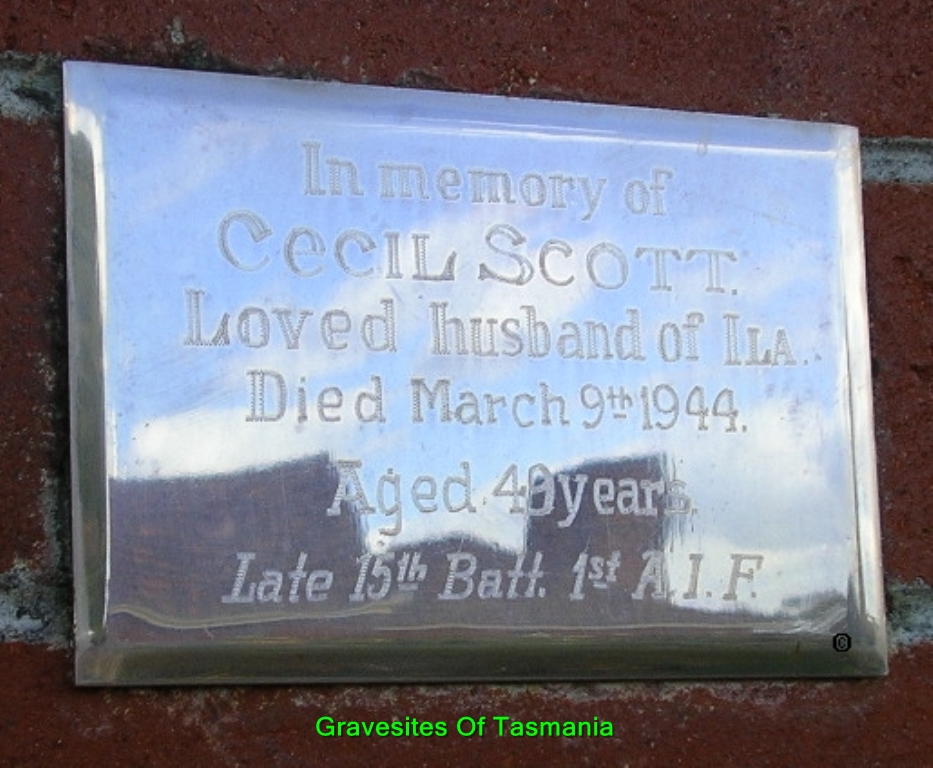 In memory of
CECIL SCOTT.
Loved husband of ILA.
Died March 9th 1944.
Aged years.
Late 15th Batt. 1st A.I.F.
©
Gravesites Of Tasmania